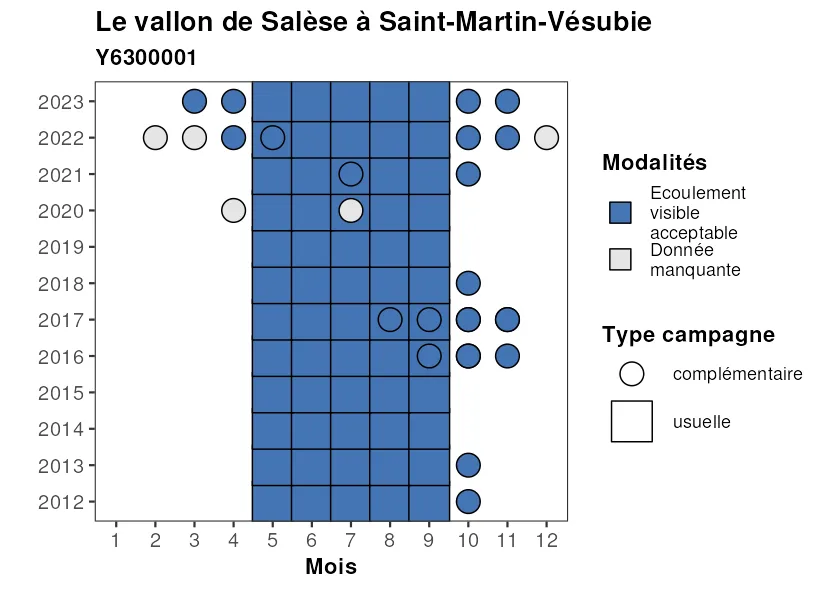 Le vallon de Salèse à Saint-Martin-Vésubie
Y6300001
2023
2022
2021
2020
2019
2018
2017
2016
2015
2014
2013
2012
1 2 3 4 5 6 7 8 9 10 11 12
Mois
Modalités
Ecoulement
visible
acceptable
Donnée
manquante
Type campagne
complémentaire
usuelle